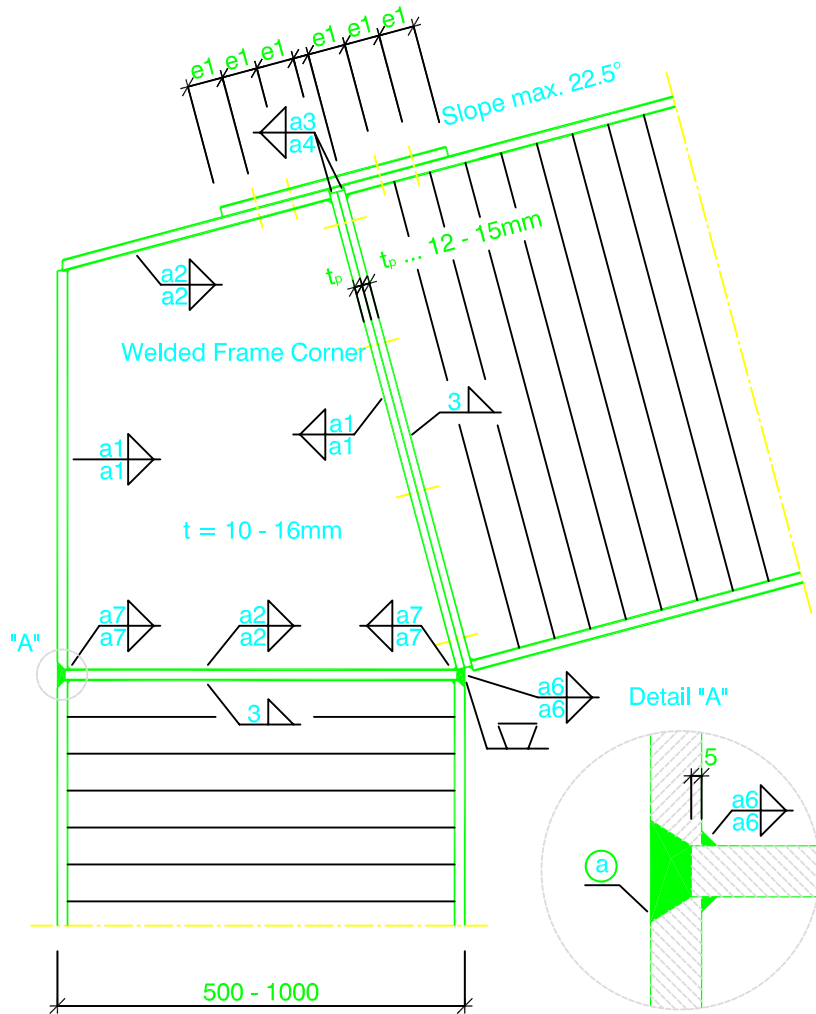 e1 e1 e1 e1 e1 e1
Slope max. 22.5°
a3
a4
a2
a2
tp
tp ... 12 - 15mm
Welded Frame Corner
a1
a1
a1
a1
3
t = 10 - 16mm
"A"
a7
a7
a2
a2
a7
a7
3
a6
a6
Detail "A"
5
a6
a6
a
500 - 1000